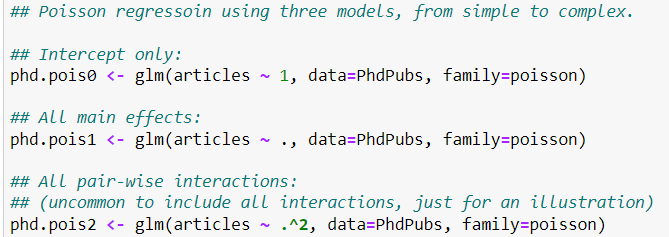 ## Poisson regressoin using three models, from simple to complex.
## Intercept only:
phd.pois0 <- glm(articles ~ 1, data=PhdPubs, family=poisson)
## All main effects:
phd.pois1 <- glm(articles ~ ., data=PhdPubs, family=poisson)
## All pair-wise interactions:
## (uncommon to include all interactions, just for an illustration)
phd.pois2 <- glm(articles ~ .^2, data=PhdPubs, family=poisson)